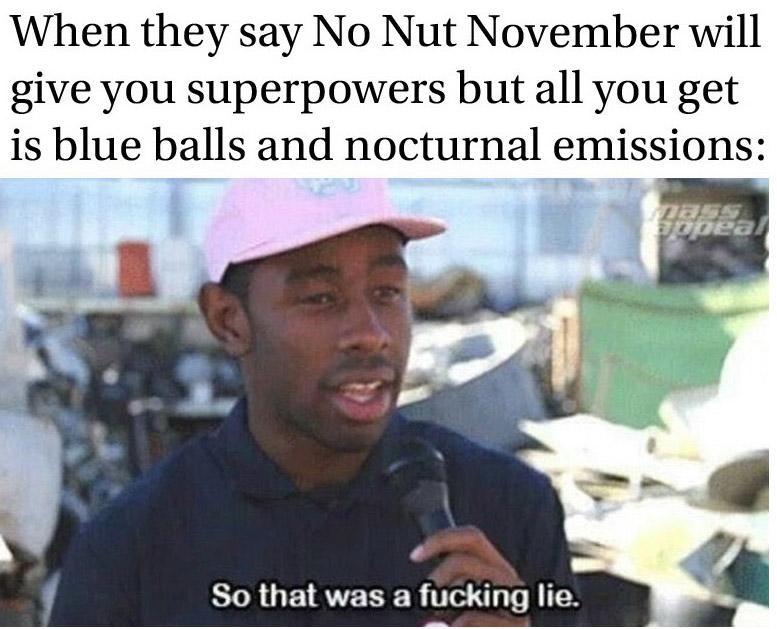 When they say No Nut November will
give you superpowers but all you get
is blue balls and nocturnal emissions:
mass
appeal
So that was a fucking lie.